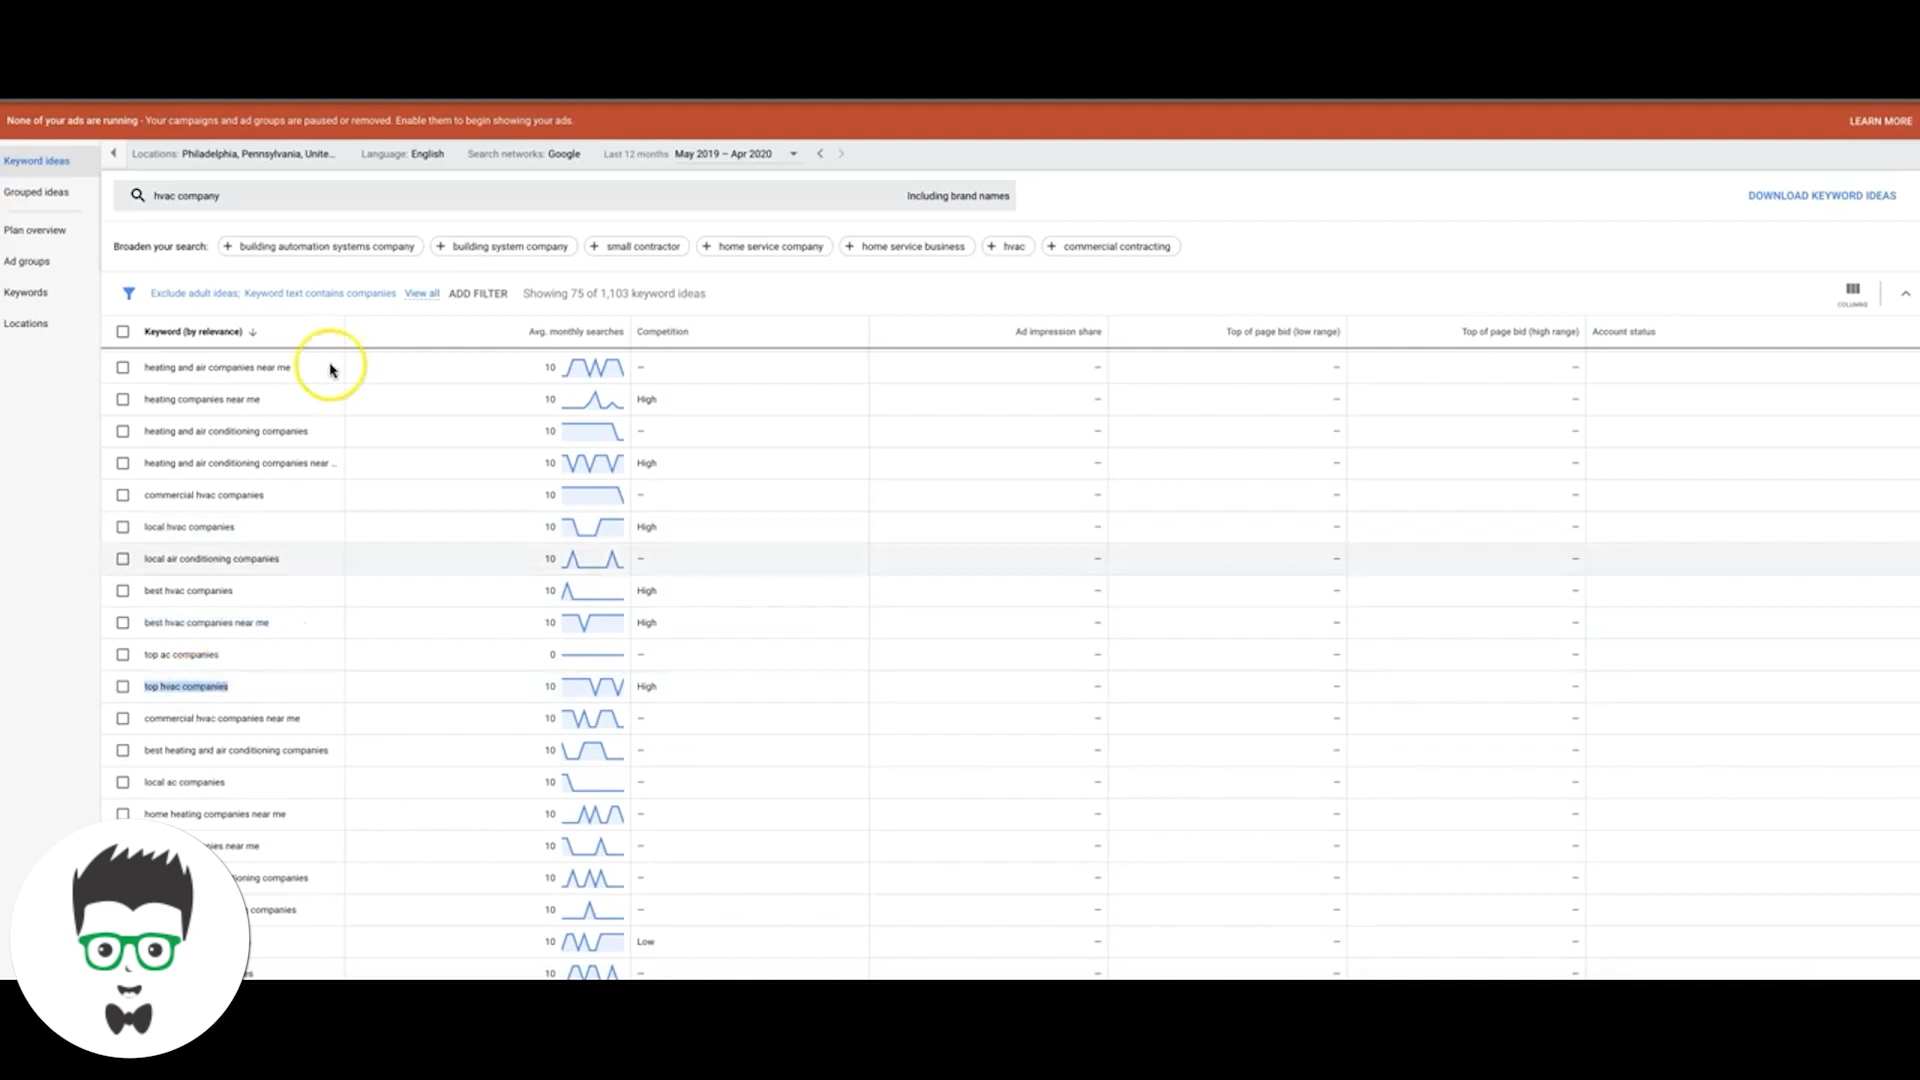 None of your ads are running - Your campaigns and ad groups are paused or removed. Enable them to begin showing your ads. LEARN MORE
Keyword ideas
Grouped ideas
Plan overview
Ad groups
Keywords
Locations
Locations: Philadelphia, Pennsylvania, Unite... Language: English Search networks: Google Last 12 months May 2019 – Apr 2020
hvac company Including brand names DOWNLOAD KEYWORD IDEAS
Broaden your search: + building automation systems company + building system company + small contractor + home service company + home service business + hvac + commercial contracting
Exclude adult ideas; Keyword text contains companies View all ADD FILTER Showing 75 of 1,103 keyword ideas COLUMNS
Keyword (by relevance) Avg. monthly searches Competition Ad impression share Top of page bid (low range) Top of page bid (high range) Account status
heating and air companies near me 10 – – – –
heating companies near me 10 High – – –
heating and air conditioning companies 10 – – – –
heating and air conditioning companies near ... 10 High – – –
commercial hvac companies 10 – – – –
local hvac companies 10 High – – –
local air conditioning companies 10 – – – –
best hvac companies 10 High – – –
best hvac companies near me 10 High – – –
top ac companies 0 – – – –
top hvac companies 10 High – – –
commercial hvac companies near me 10 – – – –
best heating and air conditioning companies 10 – – – –
local ac companies 10 – – – –
home heating companies near me 10 – – – –
nies near me 10 – – – –
tioning companies 10 – – – –
companies 10 – – – –
10 Low – – –
es 10 – – – –